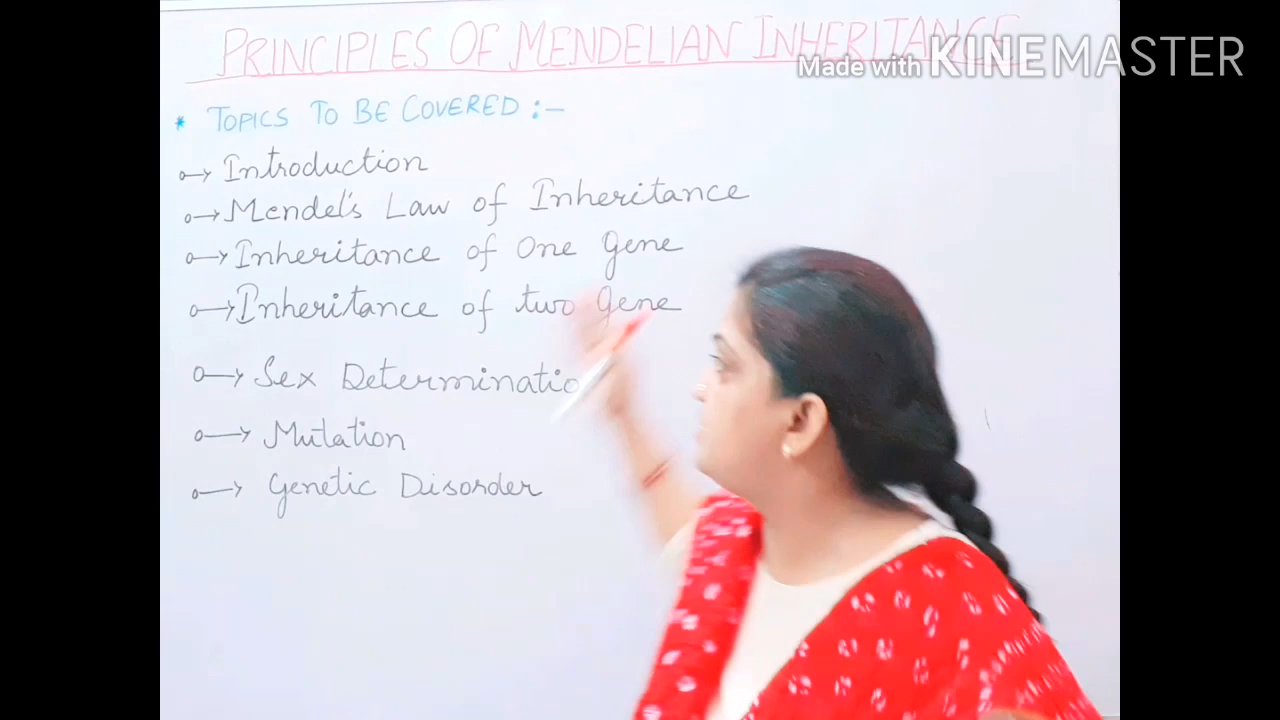 PRINCIPLES OF MENDELIAN INHERITANCE
Made with KINEMASTER
* TOPICS TO BE COVERED :-
Introduction
Mendel's Law of Inheritance
Inheritance of One Gene
Inheritance of two Gene
Sex Determinatio
Mutation
Genetic Disorder